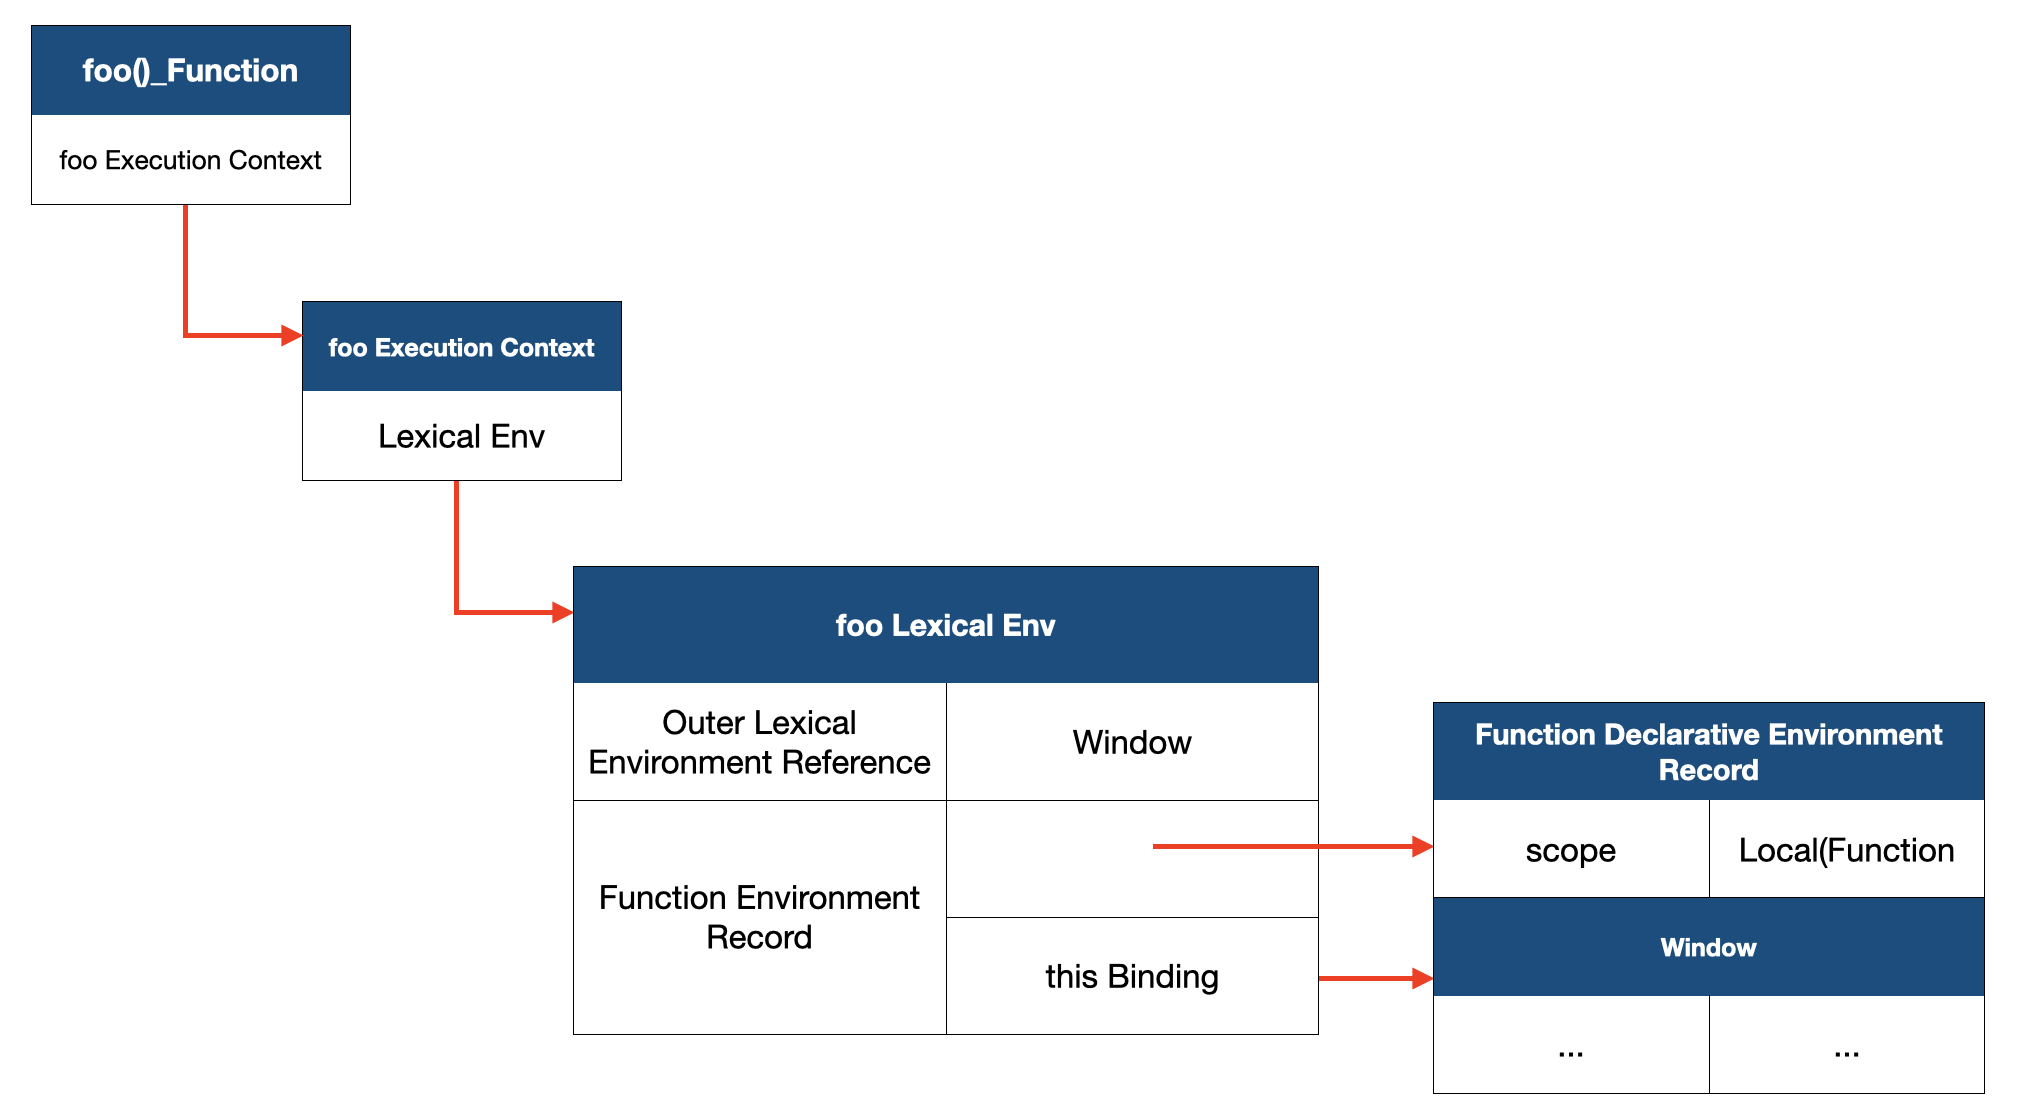 foo()_Function
foo Execution Context
foo Execution Context
Lexical Env
foo Lexical Env
Outer Lexical
Environment Reference
Window
Function Environment
Record
this Binding
Function Declarative Environment
Record
scope
Local(Function
Window
...
...